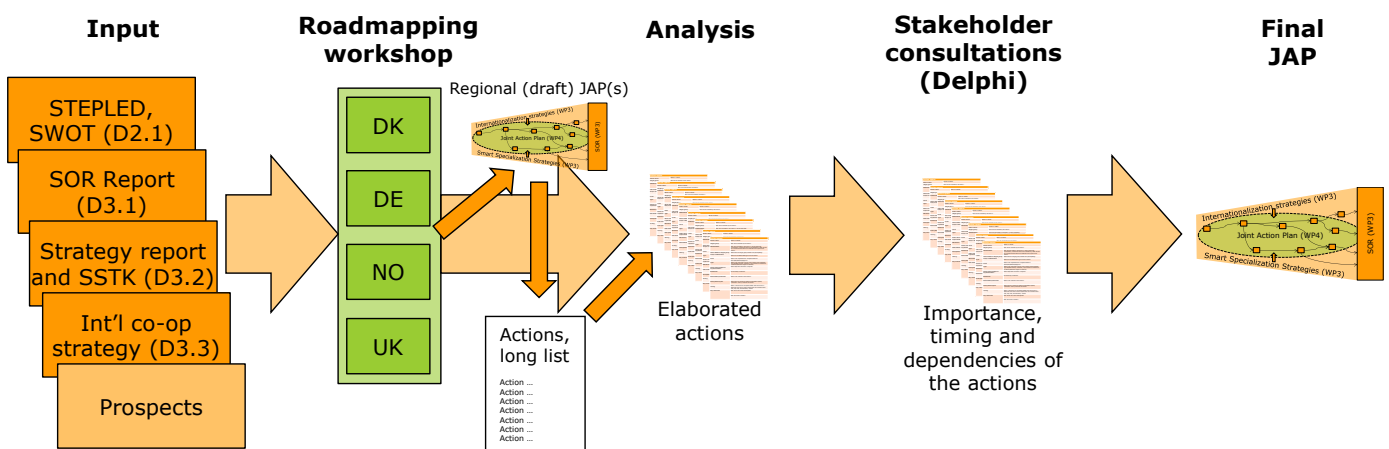 Input
Roadmapping
workshop
Analysis
Stakeholder
consultations
(Delphi)
Final
JAP
STEPLED,
SWOT (D2.1)
SOR Report
(D3.1)
Strategy report
and SSTK (D3.2)
Int’l co-op
strategy (D3.3)
Prospects
DK
DE
NO
UK
Regional (draft) JAP(s)
Internationalization strategies (WP3)
Joint Action Plan (WP4)
Smart Specialization Strategies (WP3)
SOR (WP3)
Actions,
long list
Action ...
Action ...
Action ...
Action ...
Action ...
Action ...
Action ...
Elaborated
actions
Importance,
timing and
dependencies of
the actions
Internationalization strategies (WP3)
Joint Action Plan (WP4)
Smart Specialization Strategies (WP3)
SOR (WP3)